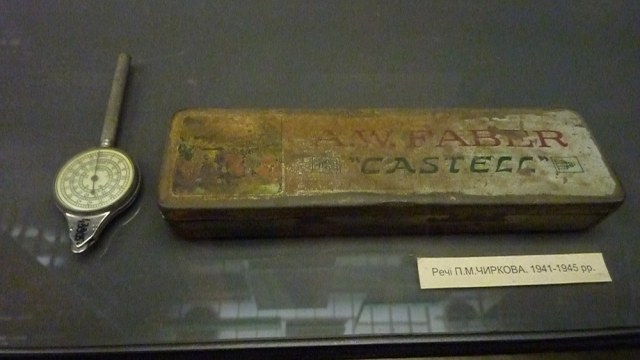 A.W. FABER
"CASTELL"
Речі П.М.ЧИРКОВА. 1941-1945 рр.